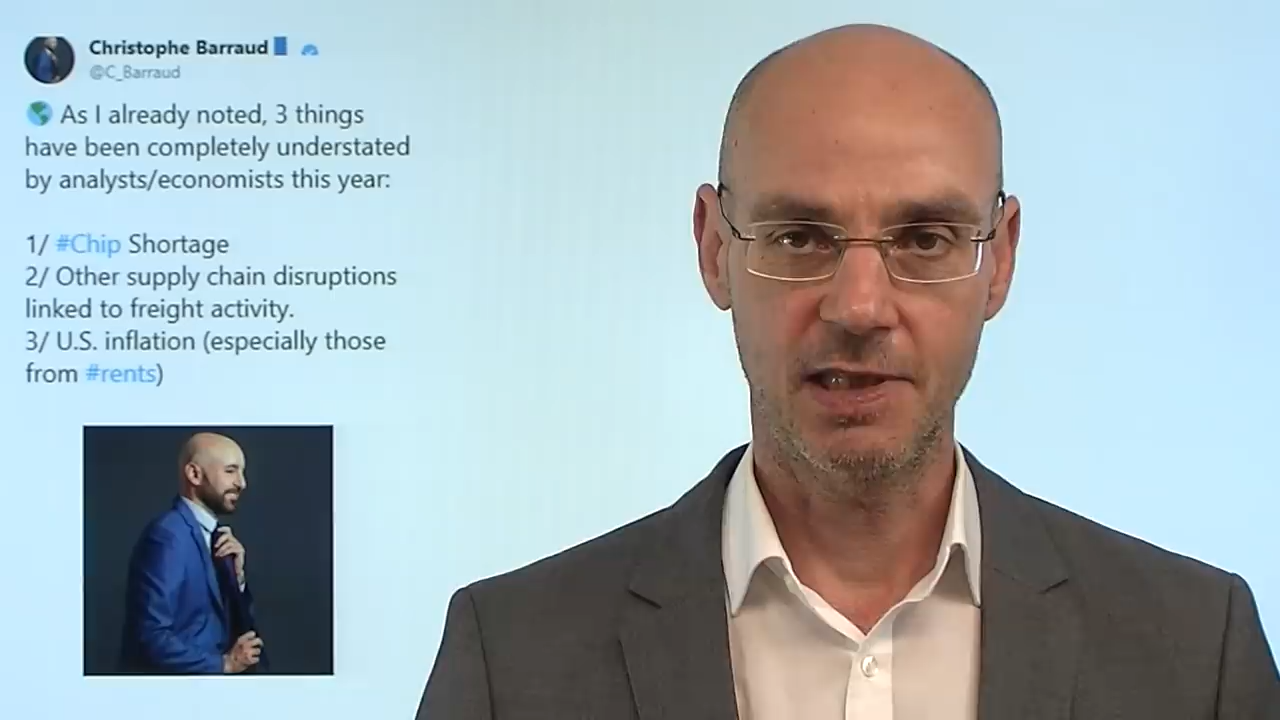 Christophe Barraud
@C_Barraud
As I already noted, 3 things
have been completely understated
by analysts/economists this year:
1/ #Chip Shortage
2/ Other supply chain disruptions
linked to freight activity.
3/ U.S. inflation (especially those
from #rents)